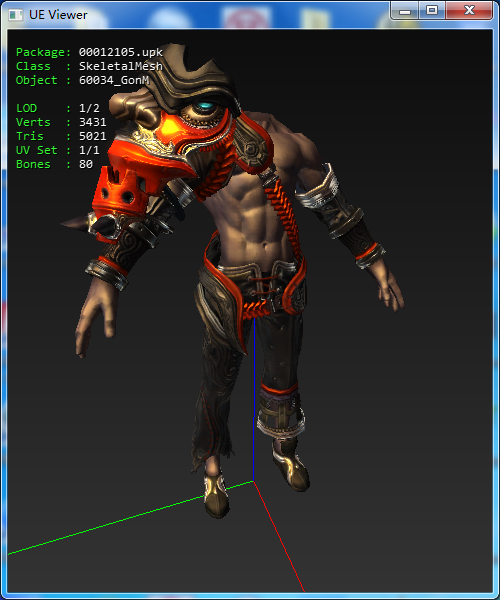 UE Viewer
Package: 00012105.upk
Class : SkeletalMesh
Object : 60034_GonM
LOD : 1/2
Verts : 3431
Tris : 5021
UV Set : 1/1
Bones : 80